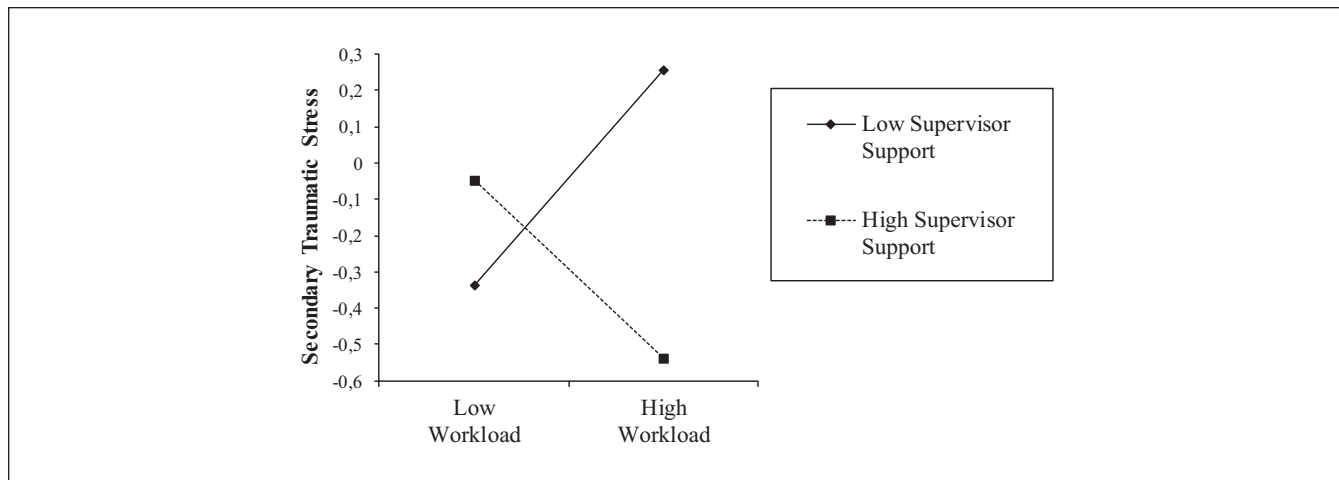 0,3
0,2
0,1
0
-0,1
-0,2
-0,3
-0,4
-0,5
-0,6
Secondary Traumatic Stress
Low
Workload
High
Workload
Low Supervisor
Support
High Supervisor
Support